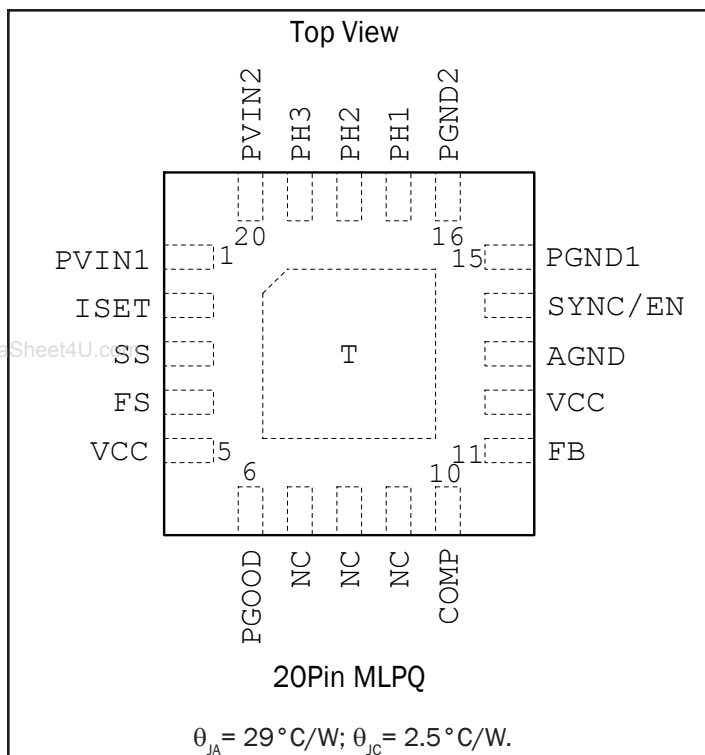 Top View
PVIN2
PH3
PH2
PH1
PGND2
20
16
PVIN1
1
15
PGND1
ISET
SYNC/EN
aSheet4U.com
SS
T
AGND
FS
VCC
VCC
5
11
FB
6
10
PGOOD
NC
NC
NC
COMP
20Pin MLPQ
θJA = 29°C/W; θJC = 2.5°C/W.